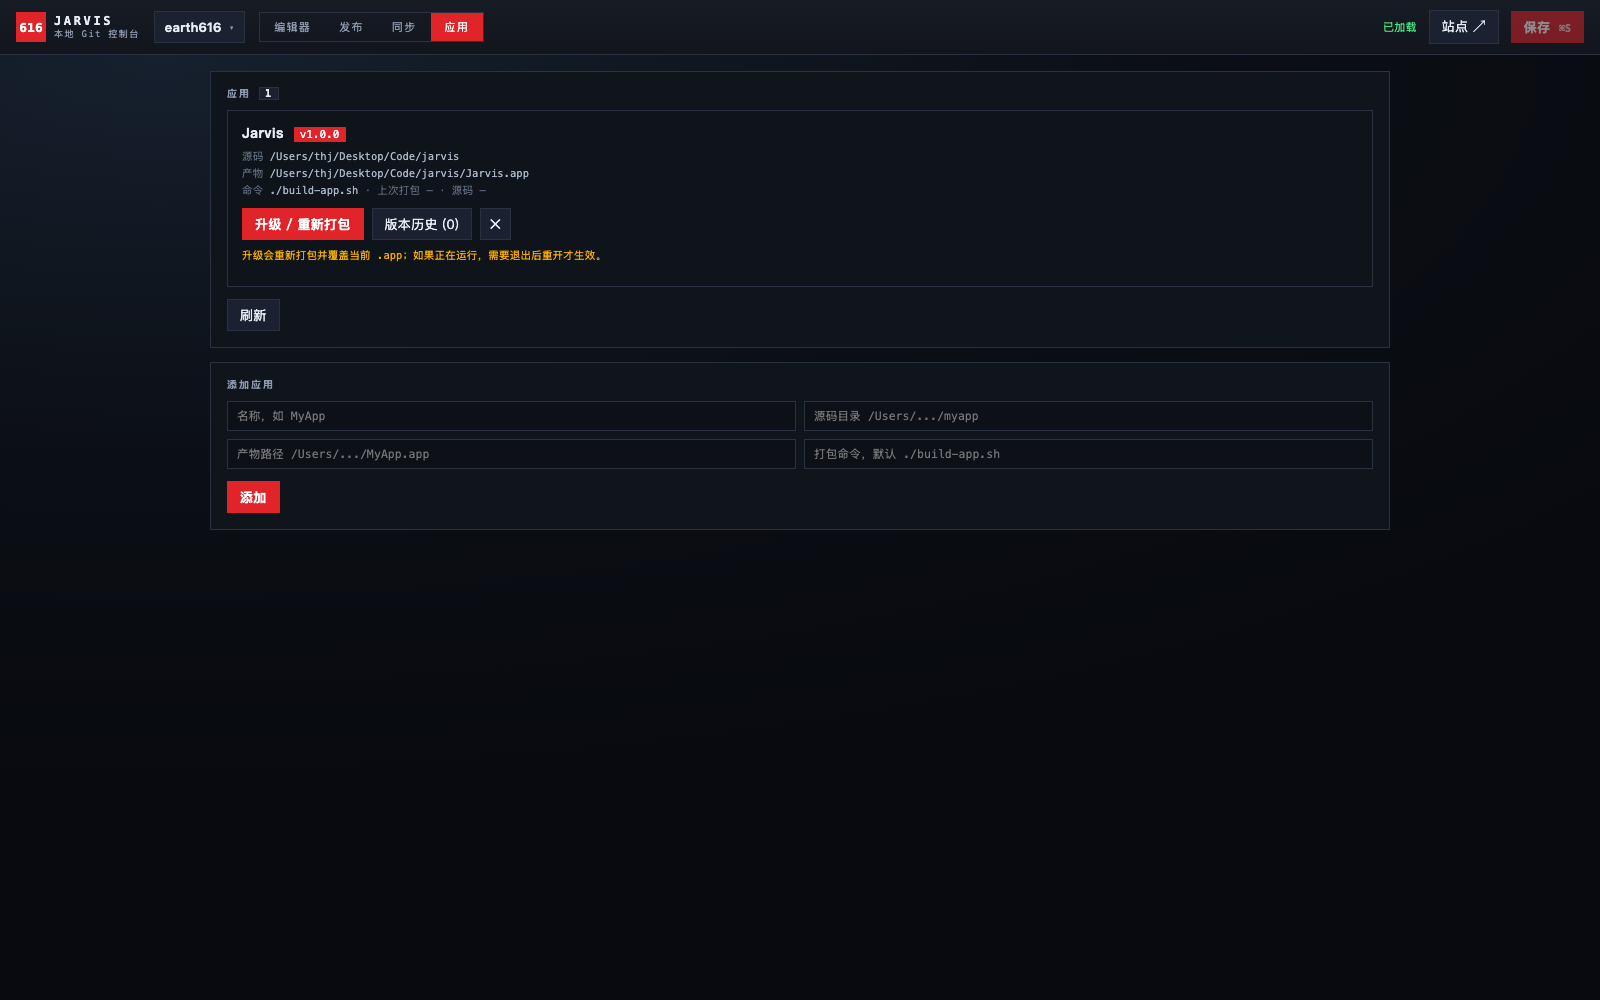 616 JARVIS
本地 Git 控制台
earth616
编辑器 发布 同步 应用
已加载 站点 ↗ 保存 ⌘S
应用 1
Jarvis v1.0.0
源码 /Users/thj/Desktop/Code/jarvis
产物 /Users/thj/Desktop/Code/jarvis/Jarvis.app
命令 ./build-app.sh · 上次打包 — · 源码 —
升级 / 重新打包 版本历史 (0) ✕
升级会重新打包并覆盖当前 .app；如果正在运行，需要退出后重开才生效。
刷新
添加应用
名称，如 MyApp 源码目录 /Users/.../myapp
产物路径 /Users/.../MyApp.app 打包命令，默认 ./build-app.sh
添加